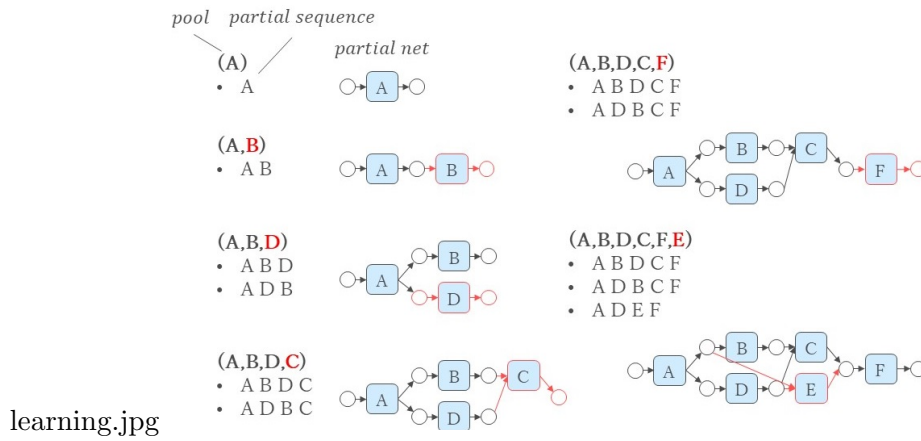 pool partial sequence
(A)
• A
partial net
A
(A,B)
• A B
A B
(A,B,D)
• A B D
• A D B
A B D
(A,B,D,C)
• A B D C
• A D B C
A B D C
(A,B,D,C,F)
• A B D C F
• A D B C F
A B D C F
(A,B,D,C,F,E)
• A B D C F
• A D B C F
• A D E F
A B C D E F
learning.jpg